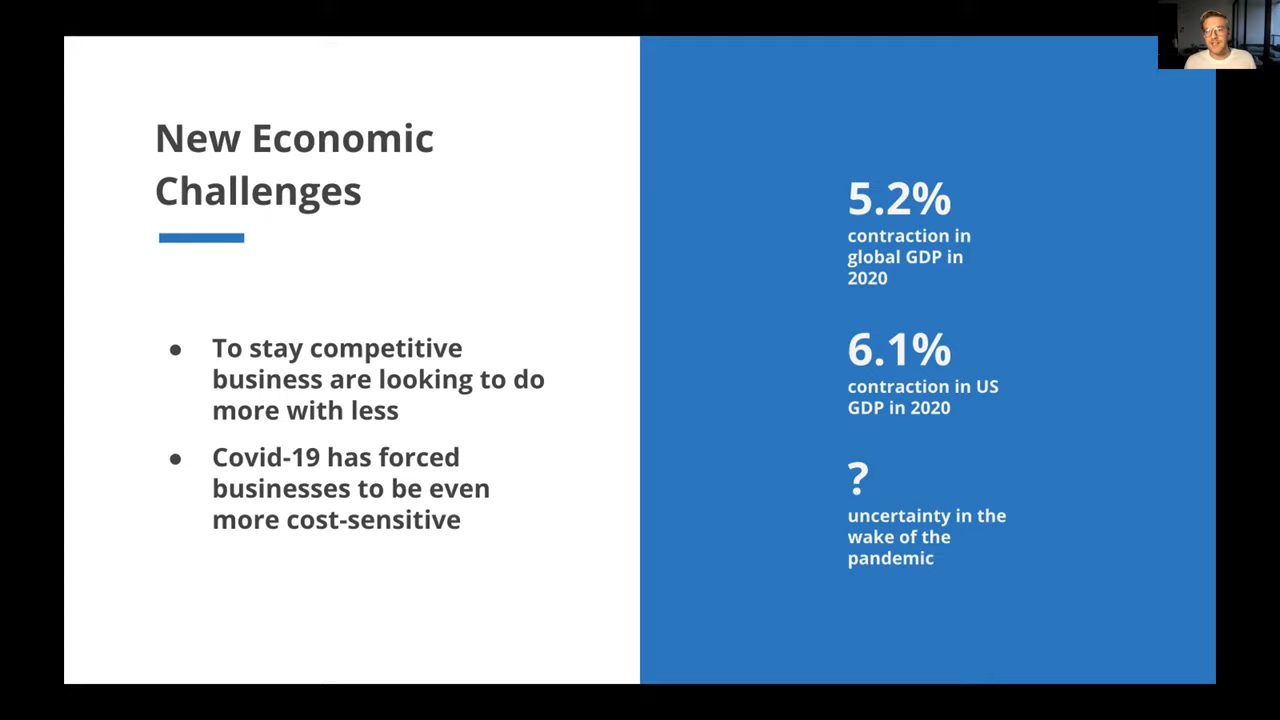 New Economic
Challenges
● To stay competitive
business are looking to do
more with less
● Covid-19 has forced
businesses to be even
more cost-sensitive
5.2%
contraction in
global GDP in
2020
6.1%
contraction in US
GDP in 2020
?
uncertainty in the
wake of the
pandemic